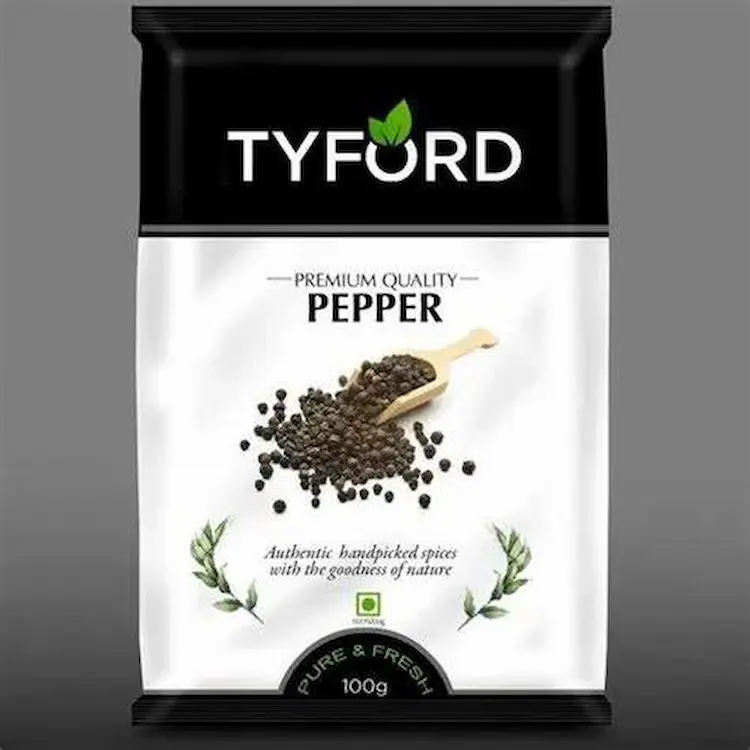 TYFORD
PREMIUM QUALITY
PEPPER
Authentic handpicked spices
with the goodness of nature
PURE & FRESH
100g